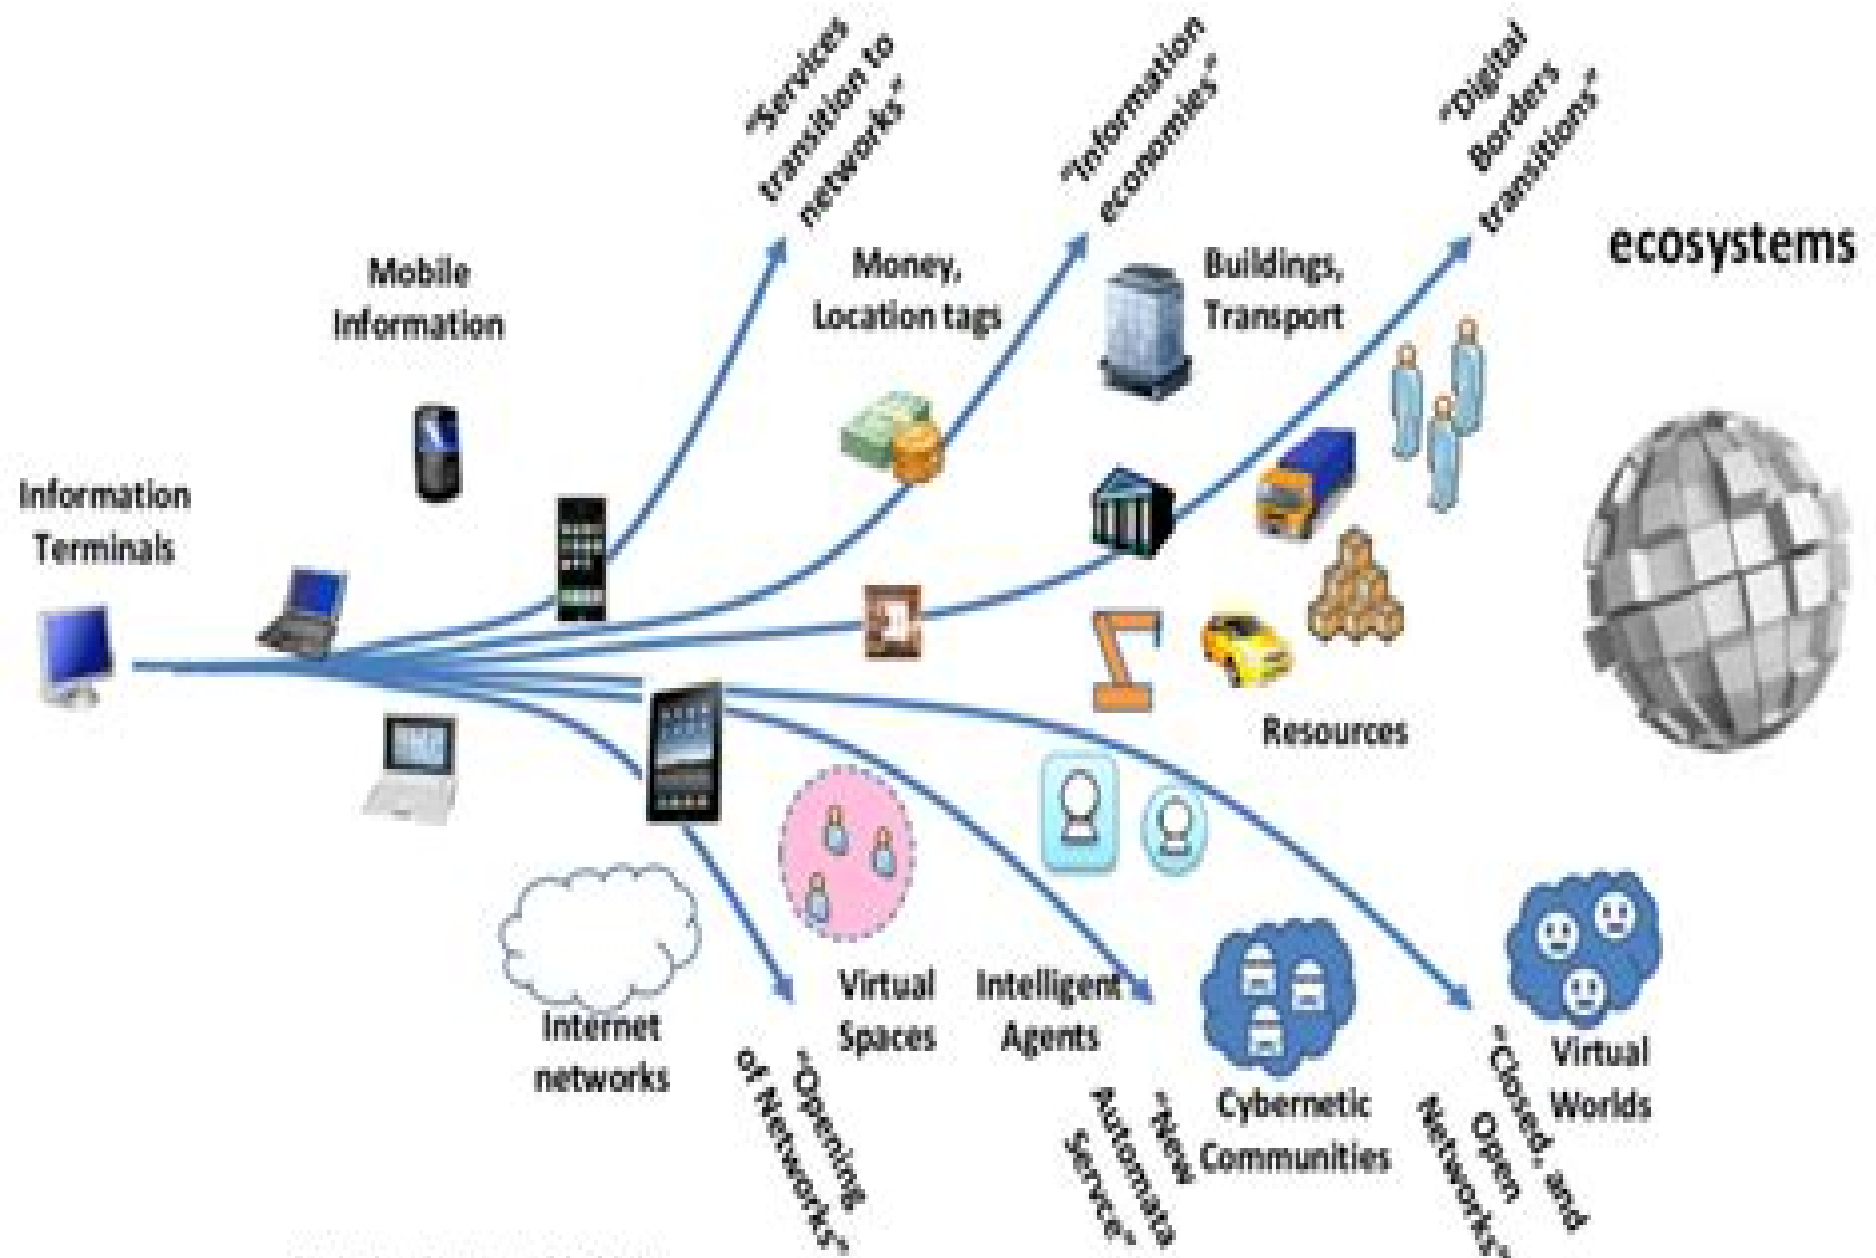 “Services
transition to
networks”
“Information
economies”
“Digital
Borders
transitions”
ecosystems
Mobile
Information
Money,
Location tags
Buildings,
Transport
Information
Terminals
Resources
Internet
networks
Virtual
Spaces
Intelligent
Agents
Cybernetic
Communities
Virtual
Worlds
“Opening
of Networks”
“New
Automata
Servce”
“Closed, and
Open
Networks”